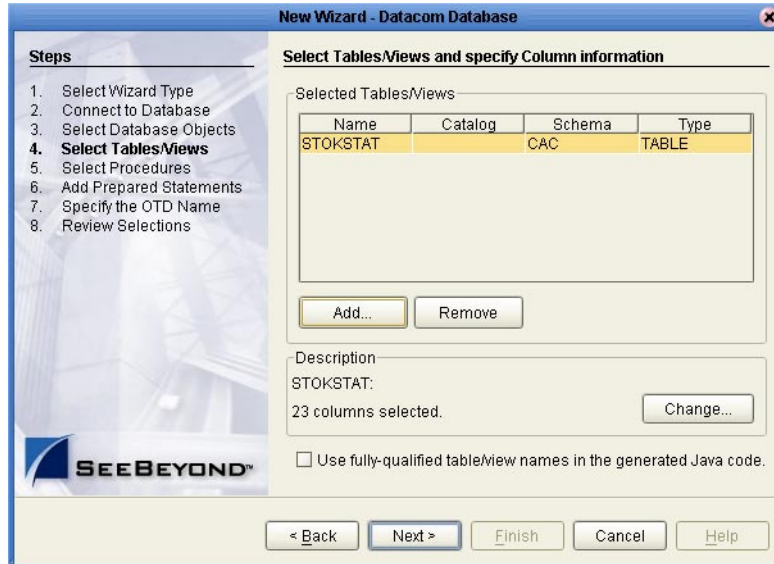 New Wizard - Datacom Database
Steps
1. Select Wizard Type
2. Connect to Database
3. Select Database Objects
4. Select Tables/Views
5. Select Procedures
6. Add Prepared Statements
7. Specify the OTD Name
8. Review Selections
SEEBEYOND™
Select Tables/Views and specify Column information
Selected Tables/Views
Name Catalog Schema Type
STOKSTAT CAC TABLE
Add... Remove
Description
STOKSTAT:
23 columns selected.
Change...
Use fully-qualified table/view names in the generated Java code.
< Back Next > Finish Cancel Help